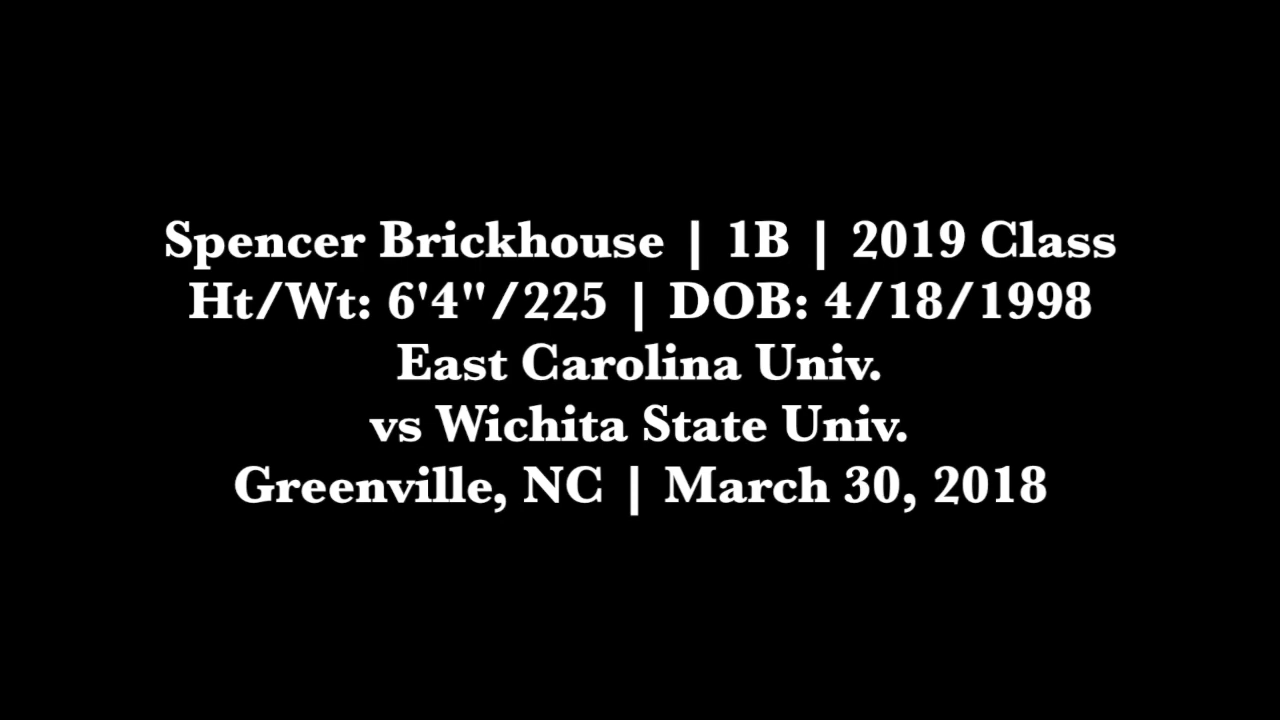 Spencer Brickhouse | 1B | 2019 Class
Ht/Wt: 6'4"/225 | DOB: 4/18/1998
East Carolina Univ.
vs Wichita State Univ.
Greenville, NC | March 30, 2018